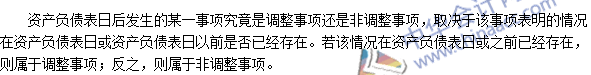 资产负债表日后发生的某一事项究竟是调整事项还是非调整事项，取决于该事项表明的情况
在资产负债表日或资产负债表日以前是否已经存在。若该情况在资产负债表日或之前已经存在，
则属于调整事项；反之，则属于非调整事项。